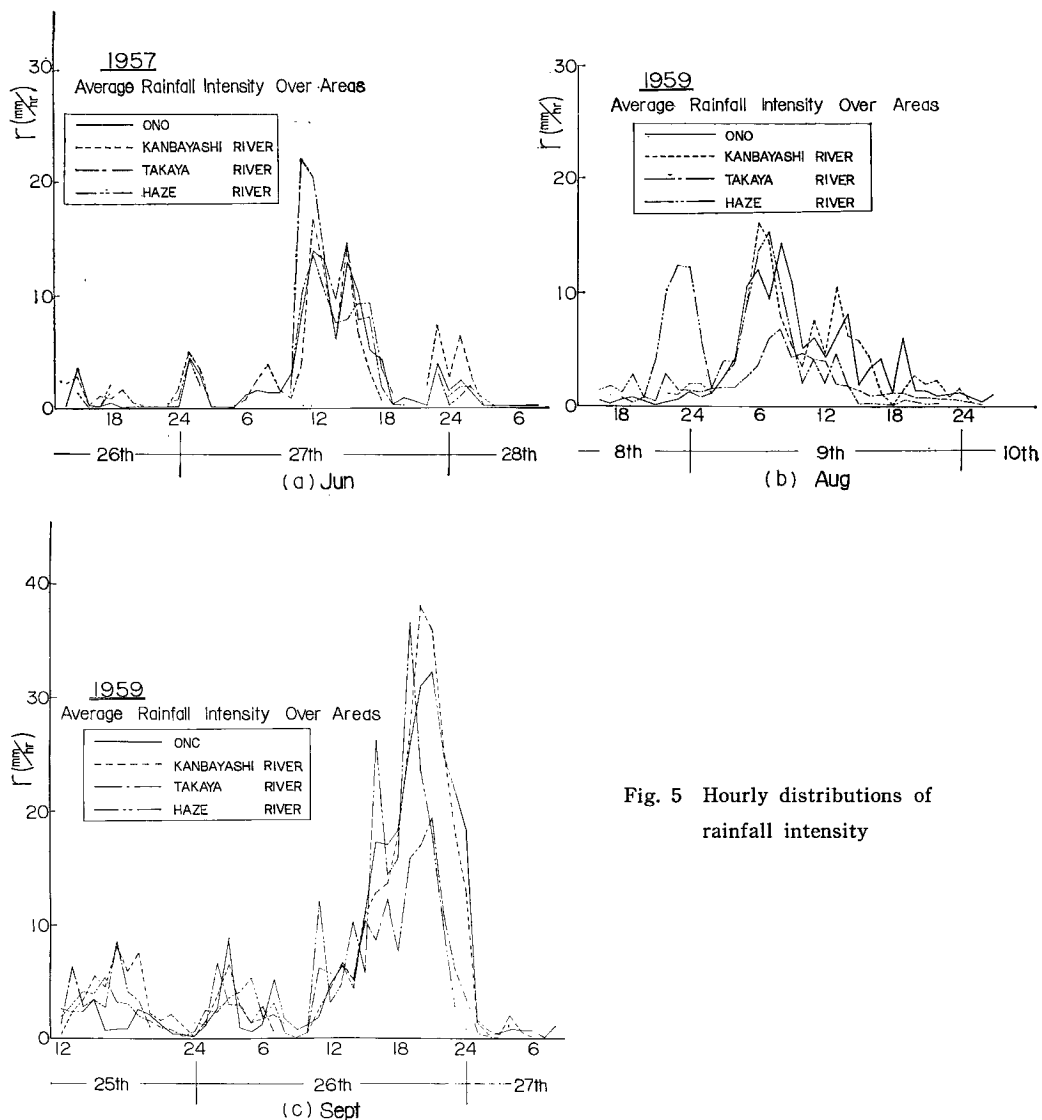 1957
Average Rainfall Intensity Over Areas
ONO
KANBAYASHI RIVER
TAKAYA RIVER
HAZE RIVER
r (mm/hr)
30
20
10
0
18 24 6 12 18 24 6
26th 27th 28th
(a) Jun
1959
Average Rainfall Intensity Over Areas
ONO
KANBAYASHI RIVER
TAKAYA RIVER
HAZE RIVER
r (mm/hr)
30
20
10
0
18 24 6 12 18 24
8th 9th 10th
(b) Aug
1959
Average Rainfall Intensity Over Areas
ONC
KANBAYASHI RIVER
TAKAYA RIVER
HAZE RIVER
r (mm/hr)
40
30
20
10
0
12 24 6 12 18 24 6
25th 26th 27th
(c) Sept
Fig. 5 Hourly distributions of
rainfall intensity